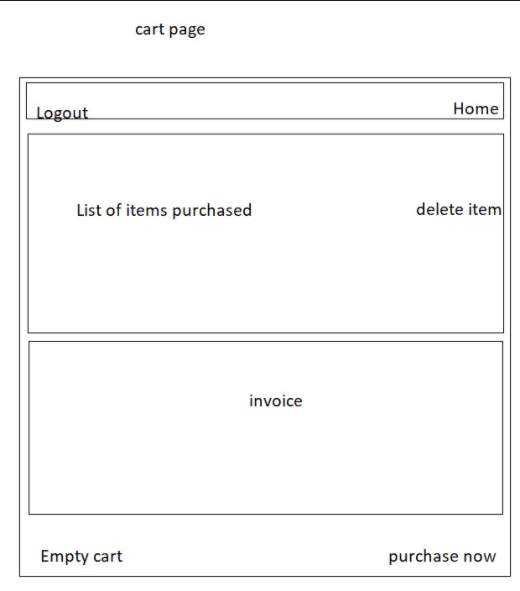 cart page
Logout Home
List of items purchased delete item
invoice
Empty cart purchase now